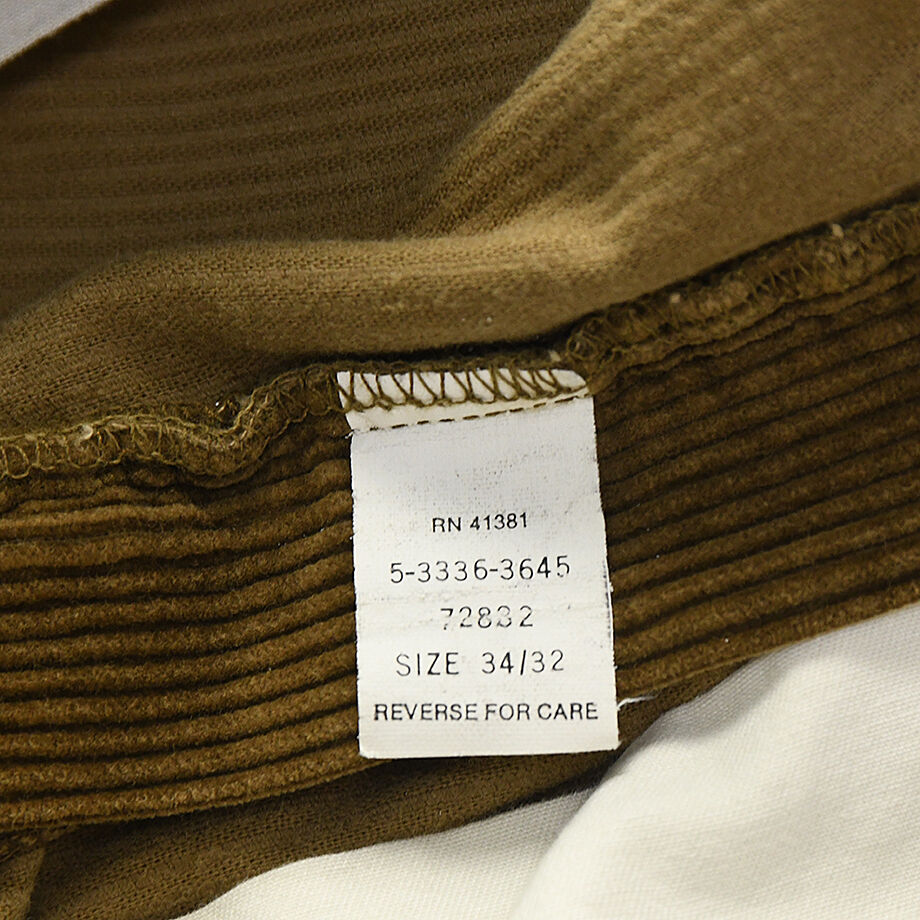 RN 41381
5-3336-3645
72832
SIZE 34/32
REVERSE FOR CARE